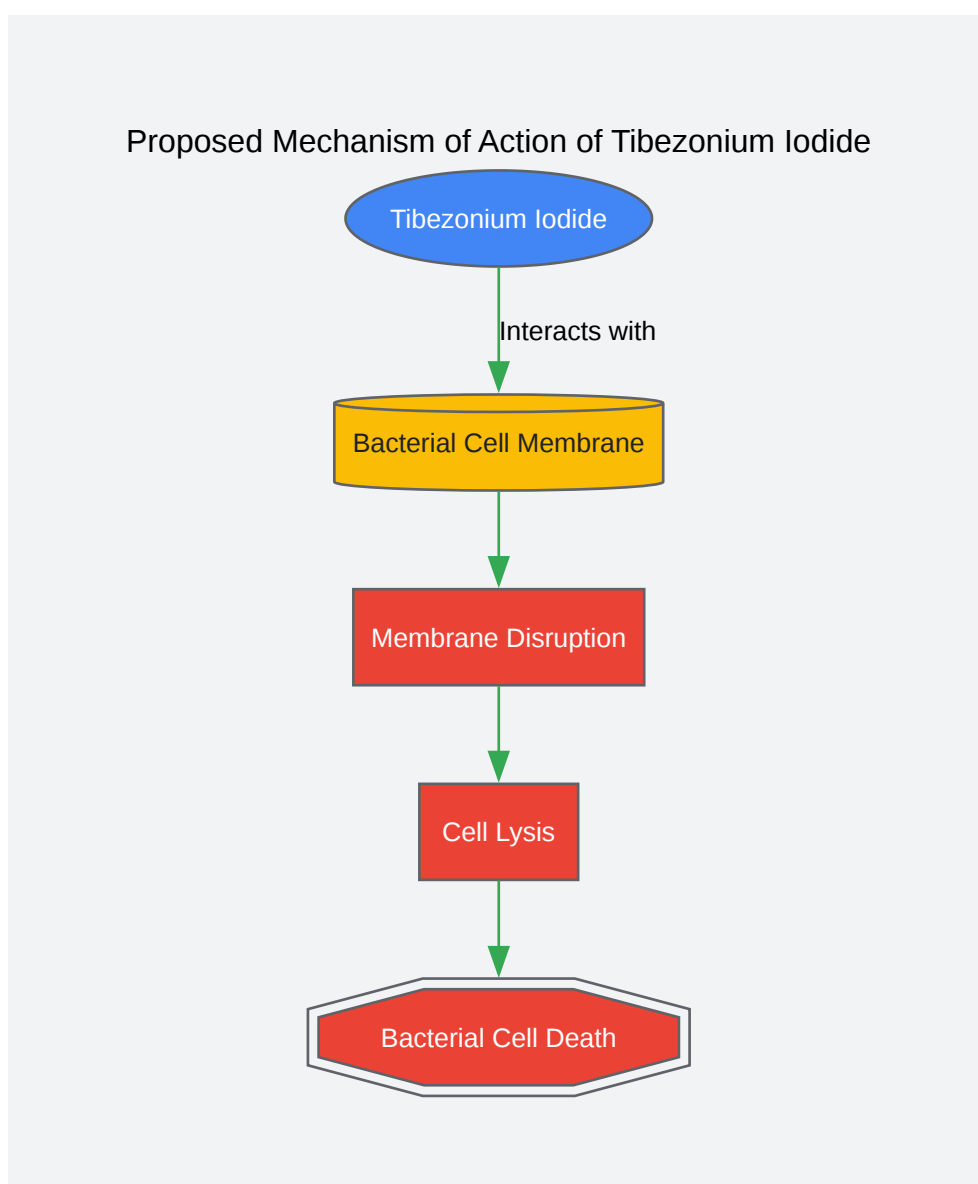 Proposed Mechanism of Action of Tibezonium Iodide
Tibezonium Iodide
Interacts with
Bacterial Cell Membrane
Membrane Disruption
Cell Lysis
Bacterial Cell Death